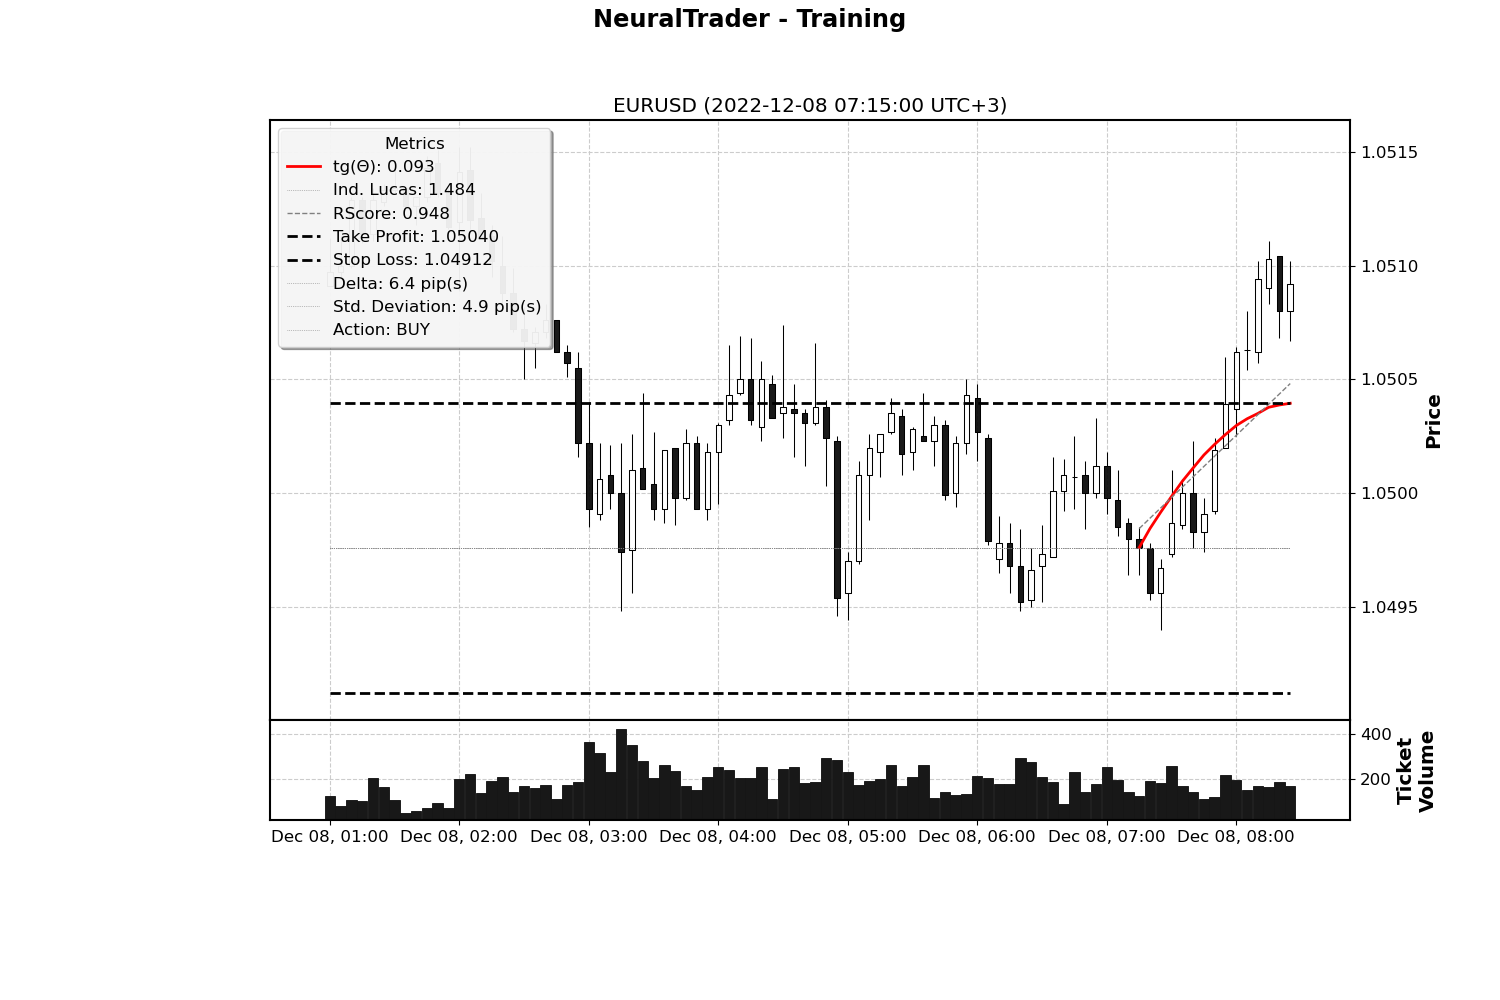 NeuralTrader - Training
EURUSD (2022-12-08 07:15:00 UTC+3)
Metrics
tg(Θ): 0.093
Ind. Lucas: 1.484
RScore: 0.948
Take Profit: 1.05040
Stop Loss: 1.04912
Delta: 6.4 pip(s)
Std. Deviation: 4.9 pip(s)
Action: BUY
1.0515
1.0510
1.0505
1.0500
1.0495
Price
400
200
Ticket
Volume
Dec 08, 01:00 Dec 08, 02:00 Dec 08, 03:00 Dec 08, 04:00 Dec 08, 05:00 Dec 08, 06:00 Dec 08, 07:00 Dec 08, 08:00